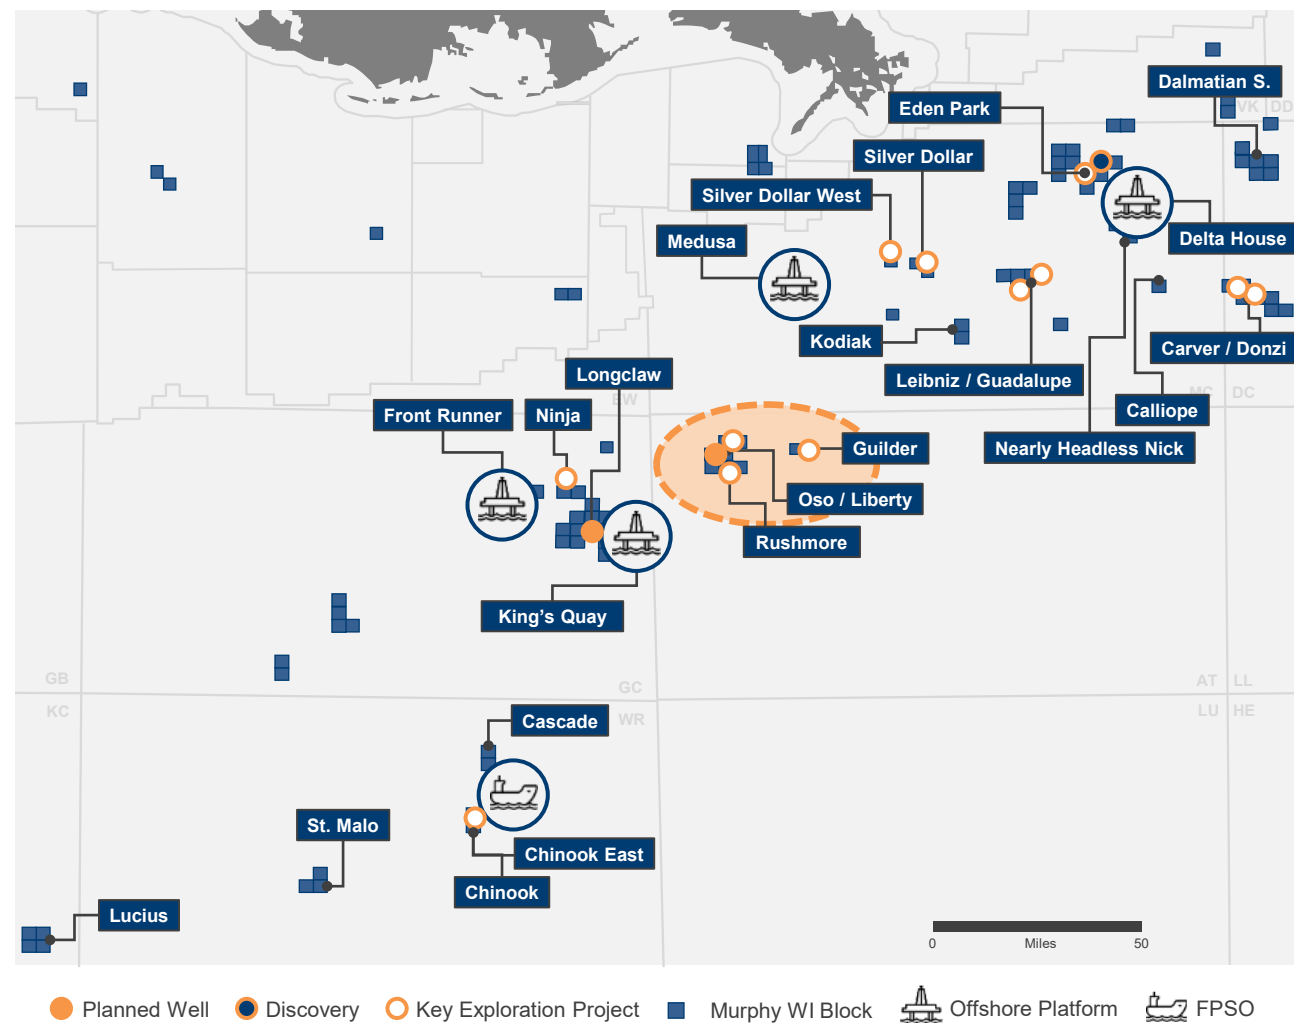 Dalmatian S.
VK DD
Eden Park
Silver Dollar
Silver Dollar West
Medusa
Delta House
Kodiak
Carver / Donzi
Longclaw
Leibniz / Guadalupe
MC DC
EW
Calliope
Front Runner
Ninja
Nearly Headless Nick
Guilder
Oso / Liberty
Rushmore
King’s Quay
GB
GC
AT LL
KC
WR
LU HE
Cascade
St. Malo
Chinook East
Chinook
Lucius
0 Miles 50
Planned Well
Discovery
Key Exploration Project
Murphy WI Block
Offshore Platform
FPSO